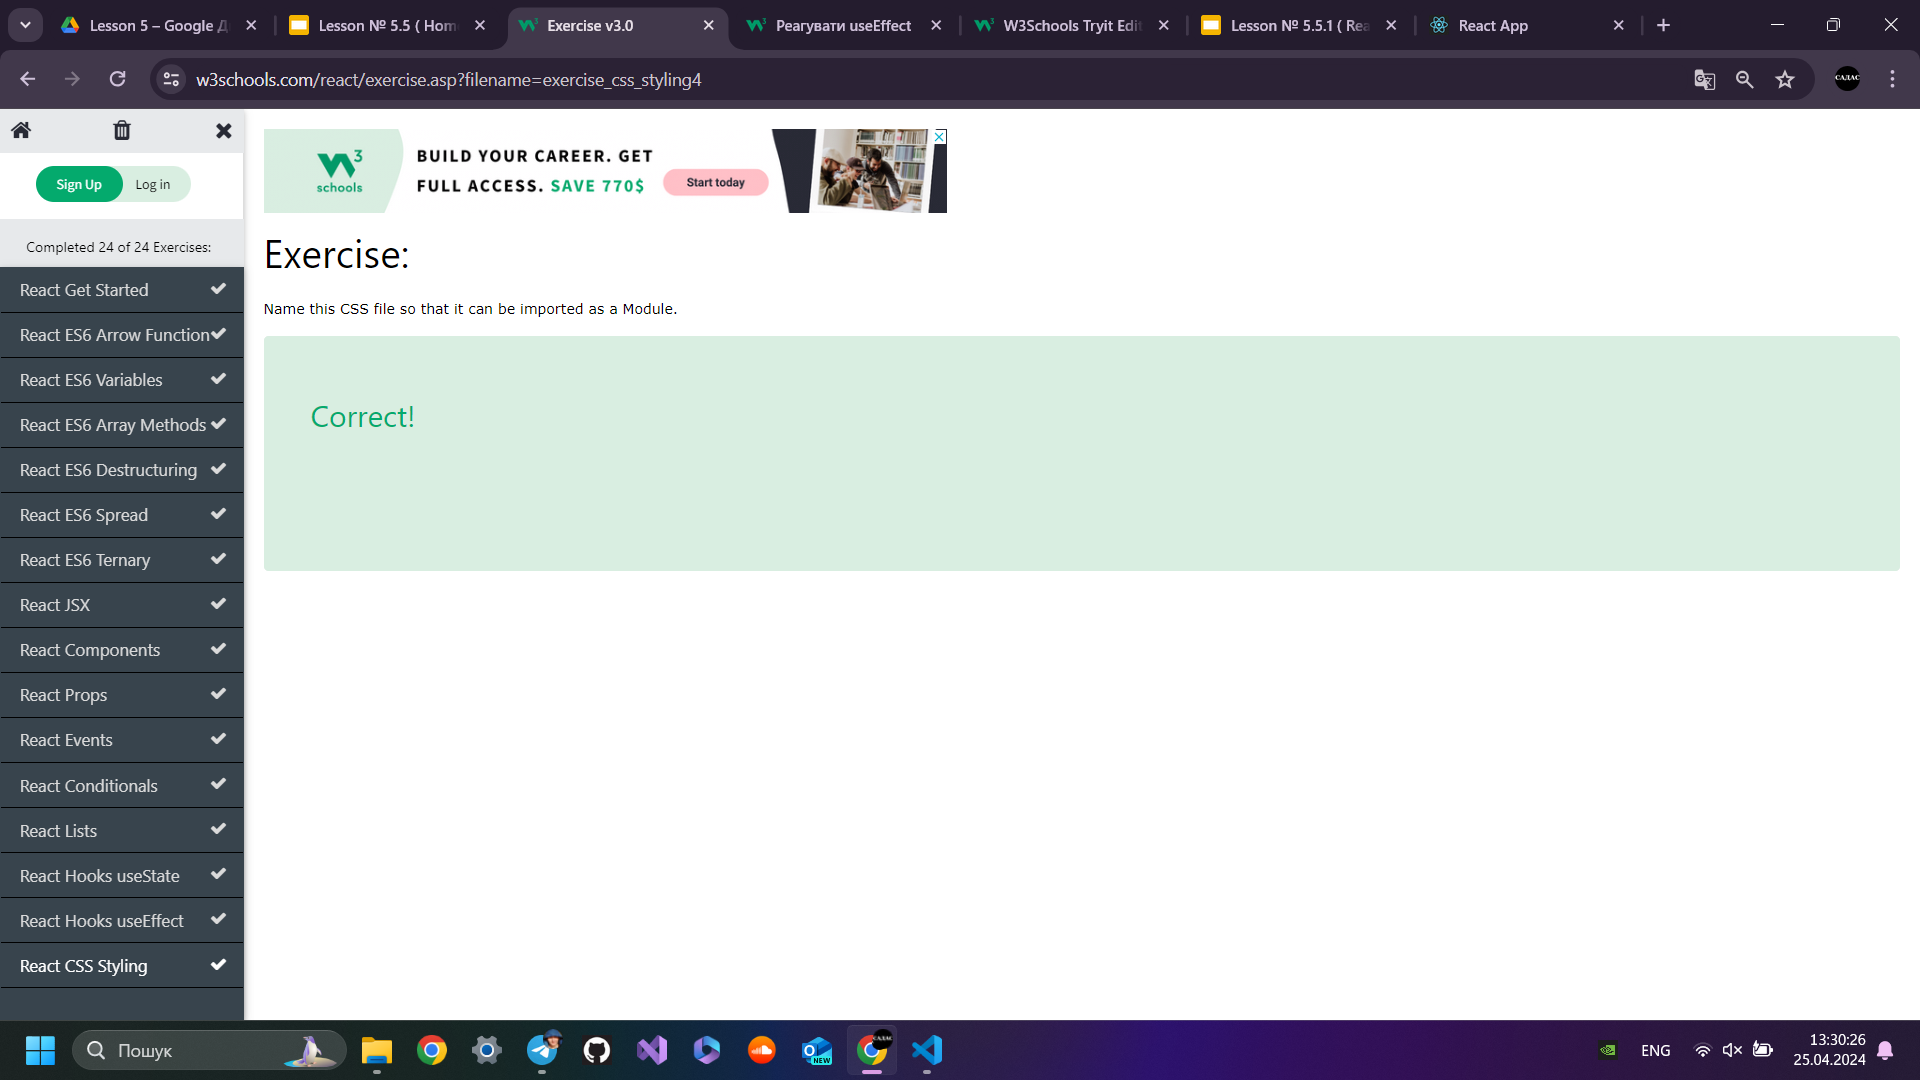 Lesson 5 – Google Д
Lesson № 5.5 ( Hom
Exercise v3.0
Реагувати useEffect
W3Schools Tryit Edit
Lesson № 5.5.1 ( Rea
React App
w3schools.com/react/exercise.asp?filename=exercise_css_styling4
САДАС
Sign Up
Log in
Completed 24 of 24 Exercises:
React Get Started
React ES6 Arrow Function
React ES6 Variables
React ES6 Array Methods
React ES6 Destructuring
React ES6 Spread
React ES6 Ternary
React JSX
React Components
React Props
React Events
React Conditionals
React Lists
React Hooks useState
React Hooks useEffect
React CSS Styling
W3
schools
BUILD YOUR CAREER. GET
FULL ACCESS. SAVE 770$
Start today
Exercise:
Name this CSS file so that it can be imported as a Module.
Correct!
Пошук
NEW
САДАС
ENG
13:30:26
25.04.2024